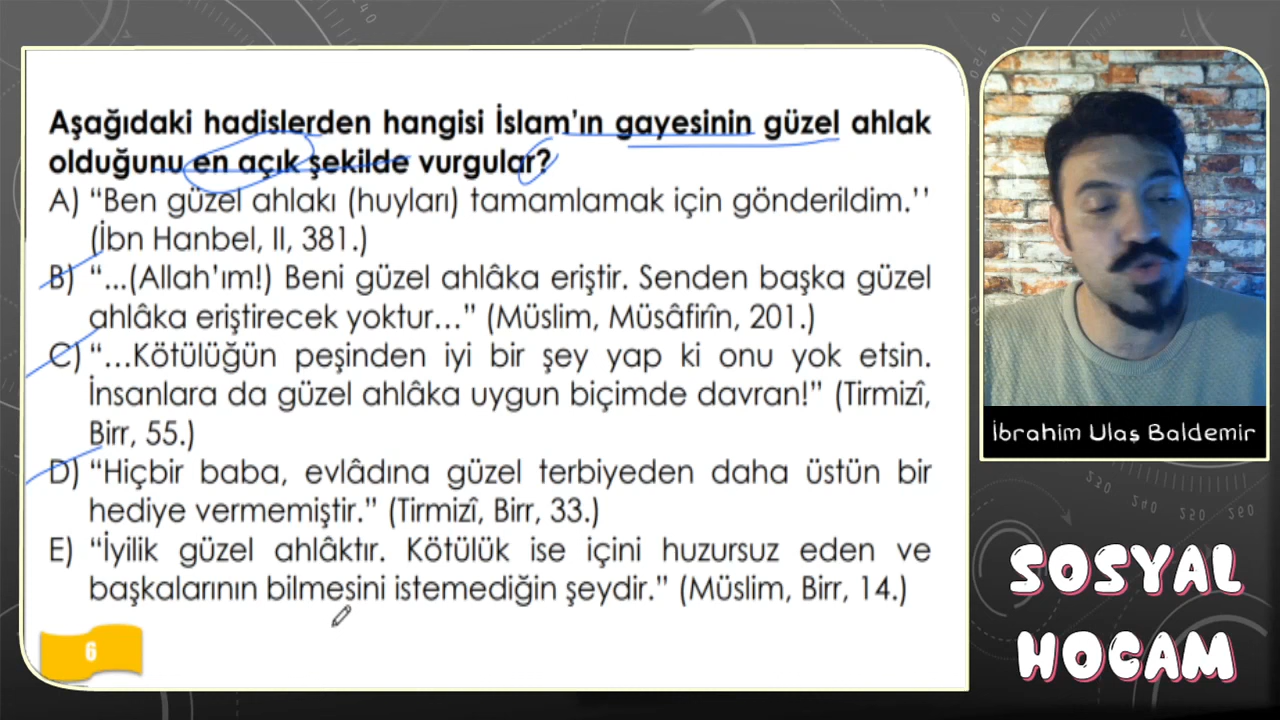 Aşağıdaki hadislerden hangisi İslam’ın gayesinin güzel ahlak
olduğunu en açık şekilde vurgular?
A) “Ben güzel ahlakı (huyları) tamamlamak için gönderildim.’’
(İbn Hanbel, II, 381.)
B) “...(Allah’ım!) Beni güzel ahlâka eriştir. Senden başka güzel
ahlâka eriştirecek yoktur...” (Müslim, Müsâfirîn, 201.)
C) “...Kötülüğün peşinden iyi bir şey yap ki onu yok etsin.
İnsanlara da güzel ahlâka uygun biçimde davran!” (Tirmizî,
Birr, 55.)
D) “Hiçbir baba, evlâdına güzel terbiyeden daha üstün bir
hediye vermemiştir.” (Tirmizî, Birr, 33.)
E) “İyilik güzel ahlâktır. Kötülük ise içini huzursuz eden ve
başkalarının bilmesini istemediğin şeydir.” (Müslim, Birr, 14.)
6
İbrahim Ulaş Baldemir
SOSYAL
HOCAM